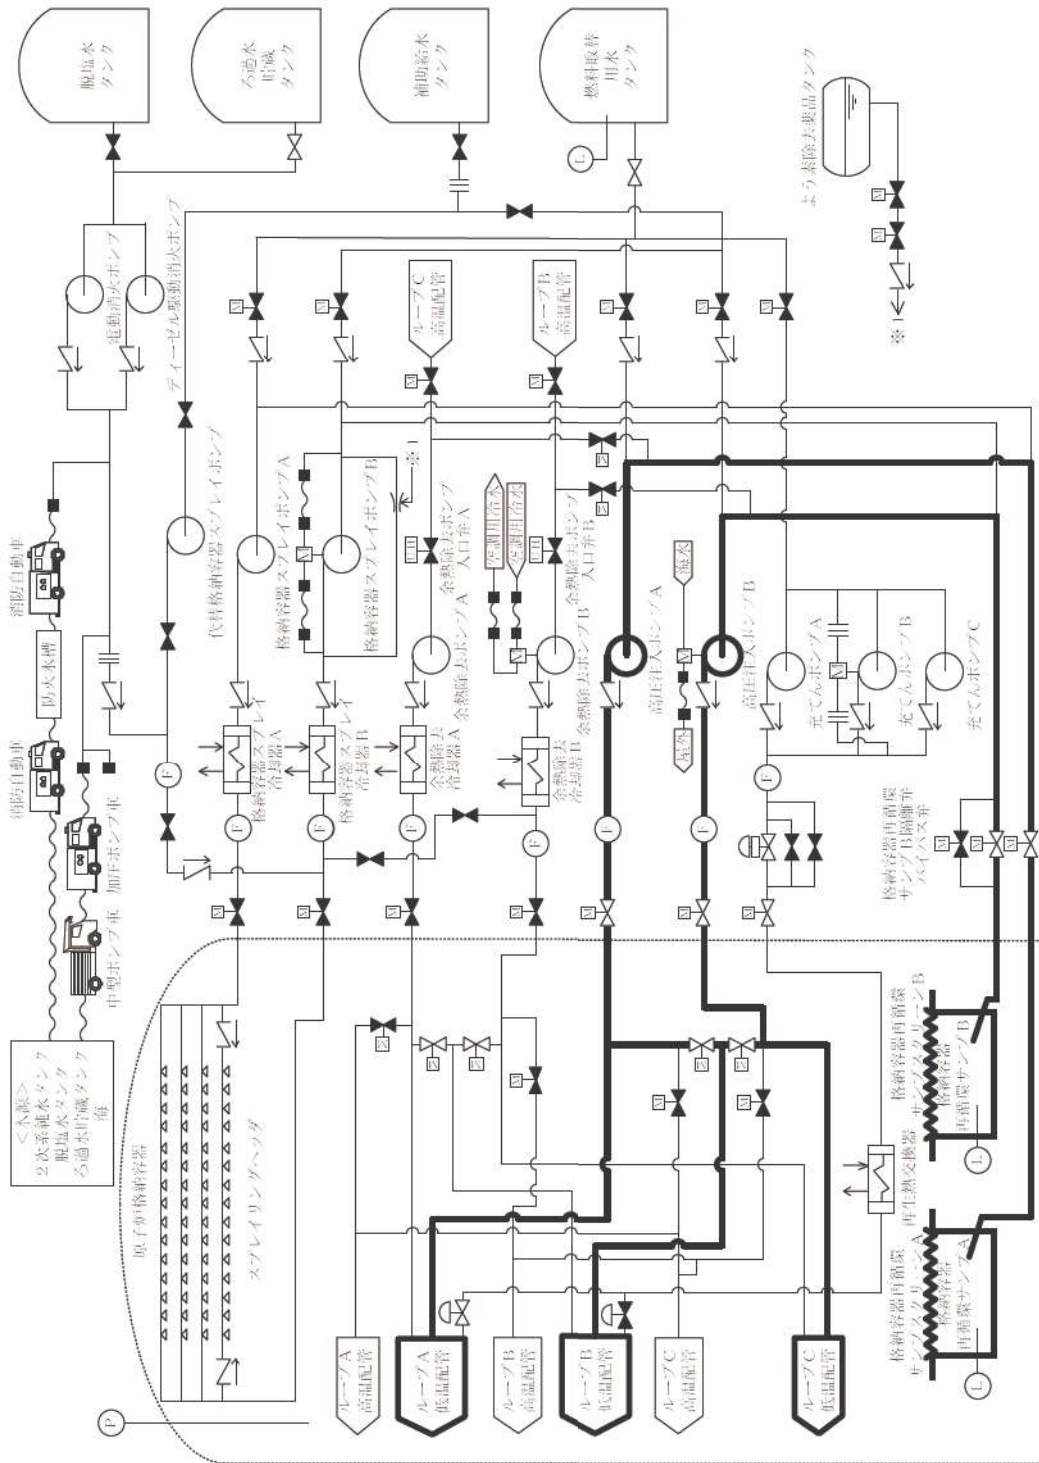 脱塩水
タンク
ろ過水
貯蔵
タンク
補助給水
タンク
燃料取替
用水
タンク
よう素除去薬品タンク
L
M
M
※1
電動消火ポンプ
ディーゼル駆動消火ポンプ
M
M
ループC
高温配管
ループB
高温配管
M
M
M
M
M
消防自動車
防火水槽
消防自動車
加圧ポンプ車
中型ポンプ車
<水源>
2次系純水タンク
脱塩水タンク
ろ過水貯蔵タンク
海
代替格納容器スプレイポンプ
格納容器スプレイポンプA
格納容器スプレイポンプB
M
※1
余熱除去ポンプA
入口弁A
余熱除去ポンプB
入口弁B
空調用冷水
空調用冷水
余熱除去ポンプA
余熱除去ポンプB
M
高圧注入ポンプA
高圧注入ポンプB
海水
M
屋外
充てんポンプA
充てんポンプB
充てんポンプC
M
格納容器スプレイ
冷却器A
格納容器スプレイ
冷却器B
余熱除去
冷却器A
余熱除去
冷却器B
F
F
F
F
F
F
F
F
格納容器再循環
サンプB隔離弁
バイパス弁
M
M
M
M
M
M
M
M
M
M
原子炉格納容器
スプレイリングヘッダ
P
M
M
M
再生熱交換器
格納容器再循環
サンプスクリーンB
格納容器
再循環サンプB
L
格納容器再循環
サンプスクリーンA
格納容器
再循環サンプA
L
ループA
高温配管
ループA
低温配管
ループB
高温配管
ループB
低温配管
ループC
高温配管
ループC
低温配管